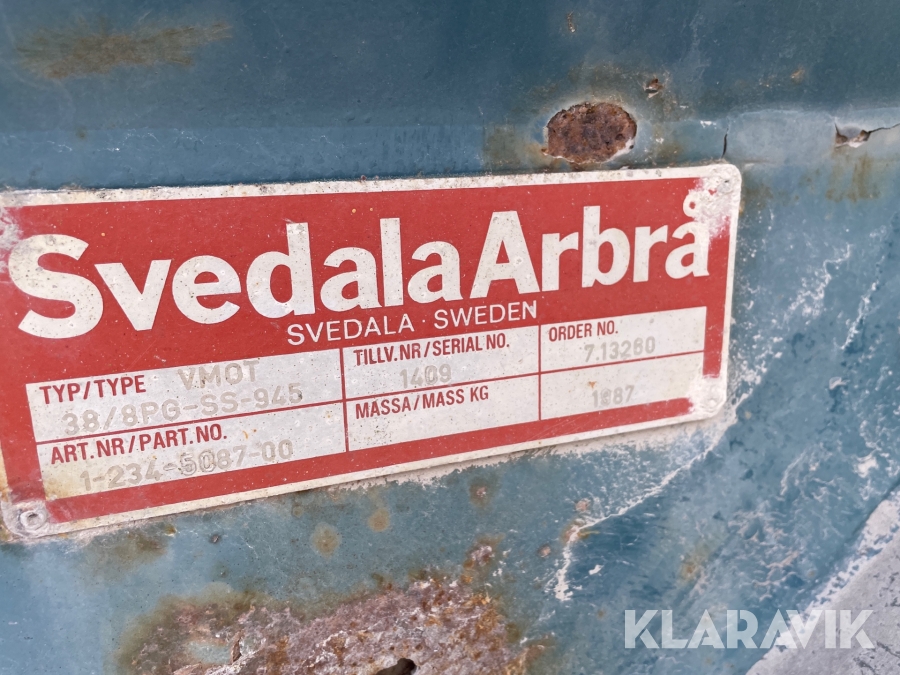 SvedalaArbrå
SVEDALA · SWEDEN
TYP/TYPE VMOT
38/8PG-SS-945
TILLV.NR/SERIAL NO.
1409
ORDER NO.
7.13260
ART.NR/PART.NO.
1-234-5087-00
MASSA/MASS KG
1987
KLARAVIK